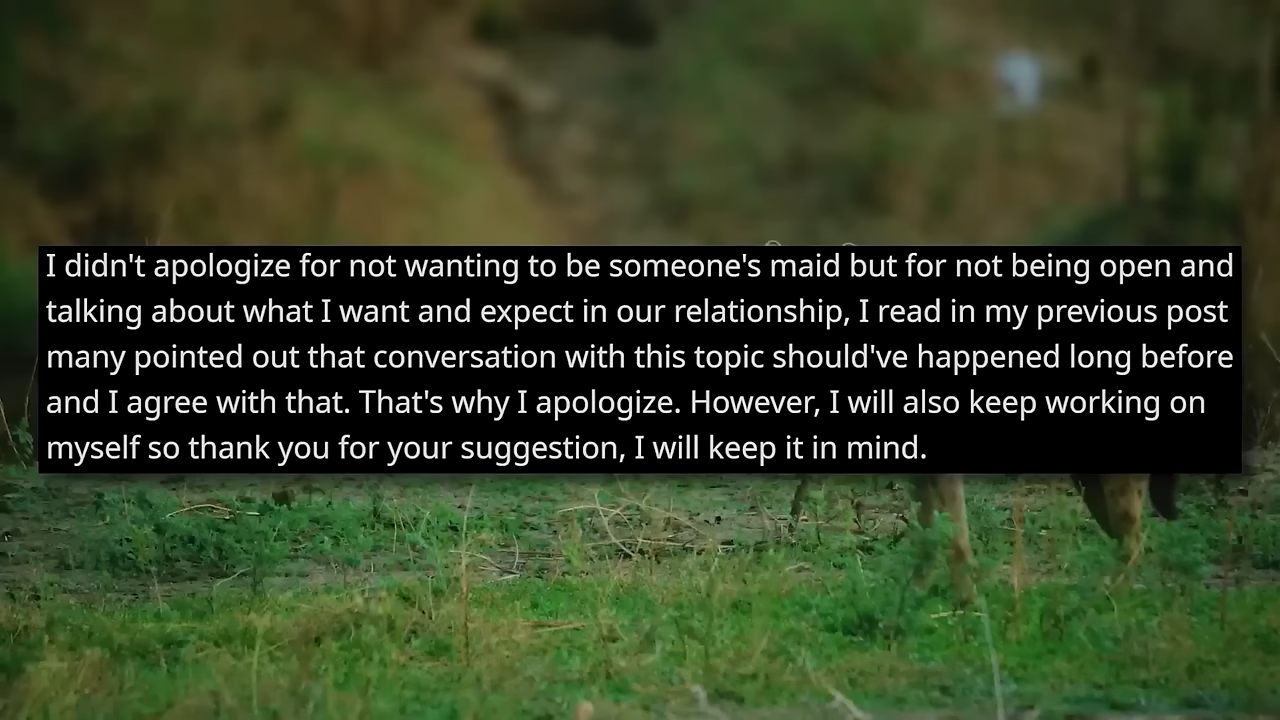 I didn't apologize for not wanting to be someone's maid but for not being open and
talking about what I want and expect in our relationship, I read in my previous post
many pointed out that conversation with this topic should've happened long before
and I agree with that. That's why I apologize. However, I will also keep working on
myself so thank you for your suggestion, I will keep it in mind.